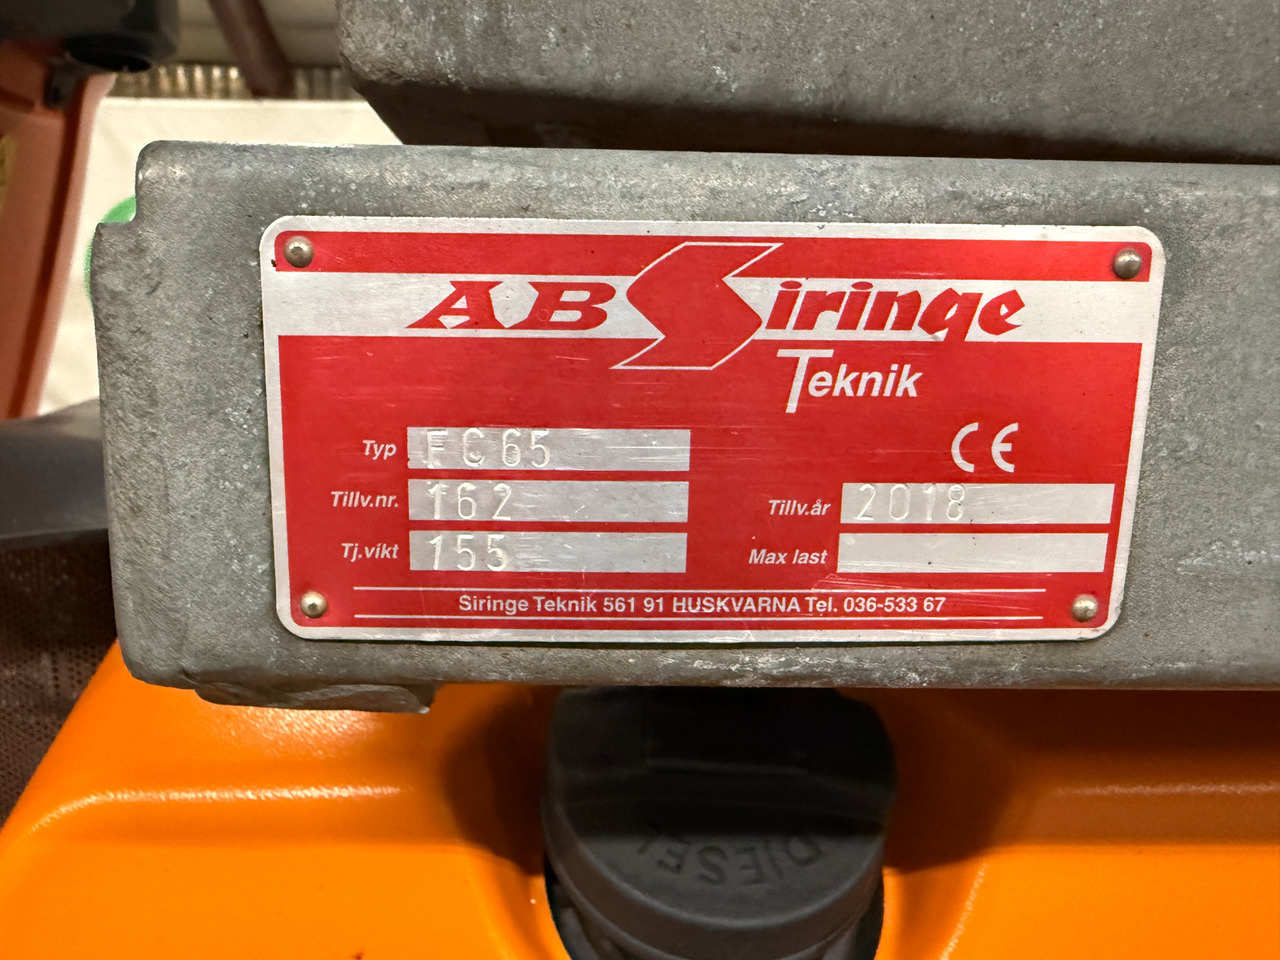 AB Siringe
Teknik
Typ FC65
CE
Tillv.nr. 162
Tillv.år 2018
Tj.vikt 155
Max last
Siringe Teknik 561 91 HUSKVARNA Tel. 036-533 67
DIESEL